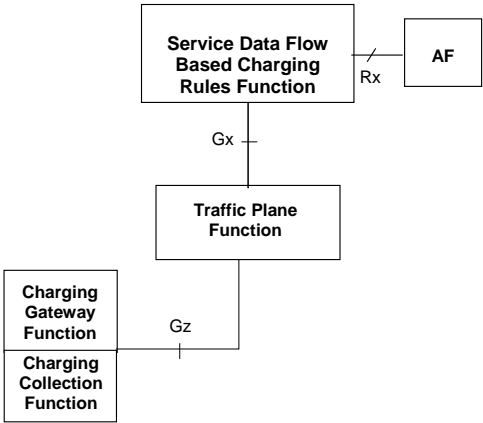 Service Data Flow
Based Charging
Rules Function
AF
Rx
Gx
Traffic Plane
Function
Charging
Gateway
Function
Gz
Charging
Collection
Function